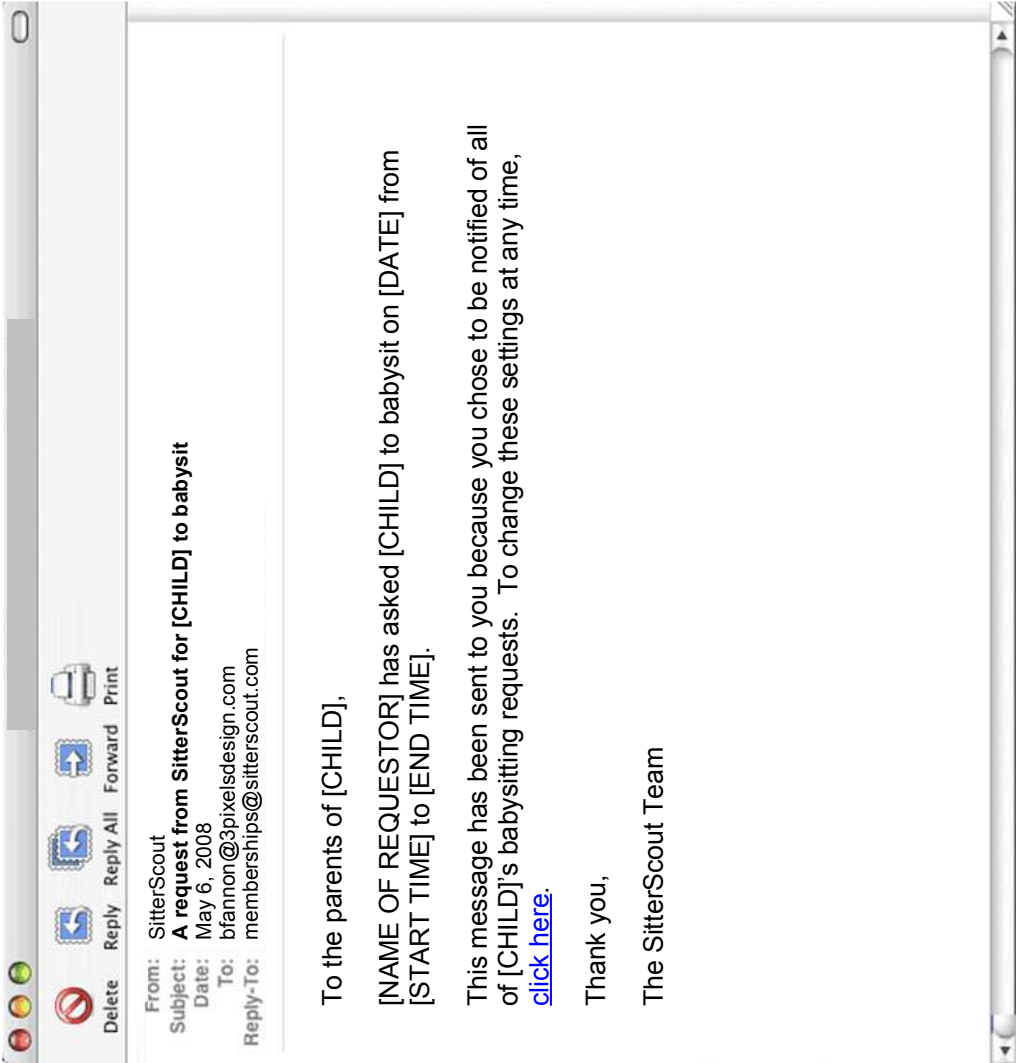 Delete Reply Reply All Forward Print
From: SitterScout
Subject: A request from SitterScout for [CHILD] to babysit
Date: May 6, 2008
To: bfannon@3pixelsdesign.com
Reply-To: memberships@sitterscout.com
To the parents of [CHILD],
[NAME OF REQUESTOR] has asked [CHILD] to babysit on [DATE] from
[START TIME] to [END TIME].
This message has been sent to you because you chose to be notified of all
of [CHILD]'s babysitting requests.  To change these settings at any time,
click here.
Thank you,
The SitterScout Team